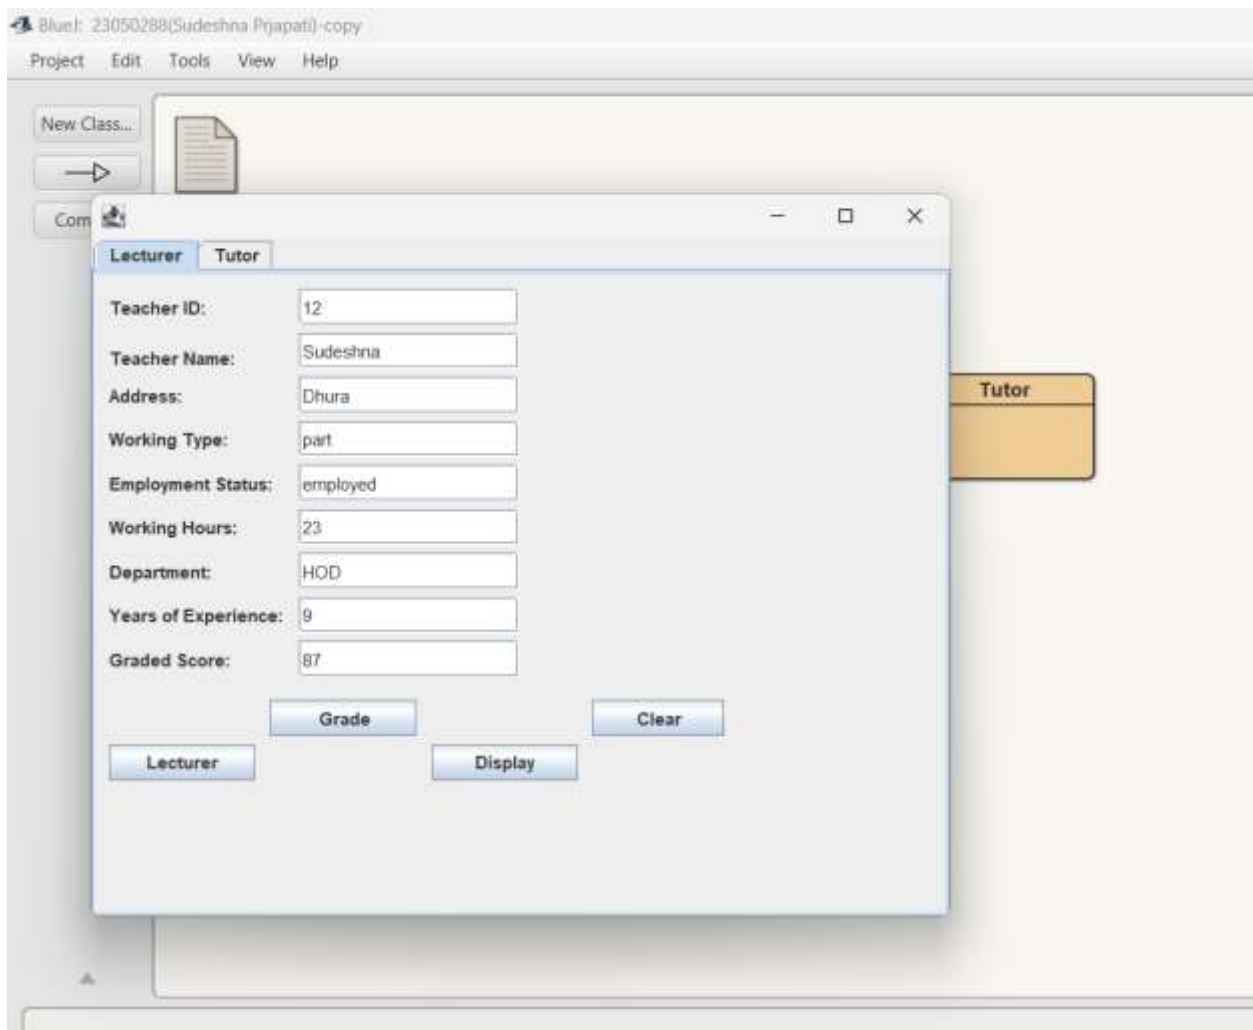 BlueJ: 23050288(Sudeshna Prjapati)-copy
Project Edit Tools View Help
New Class...
Com
Lecturer Tutor
Teacher ID: 12
Teacher Name: Sudeshna
Address: Dhura
Working Type: part
Employment Status: employed
Working Hours: 23
Department: HOD
Years of Experience: 9
Graded Score: 87
Grade Clear
Lecturer Display
Tutor